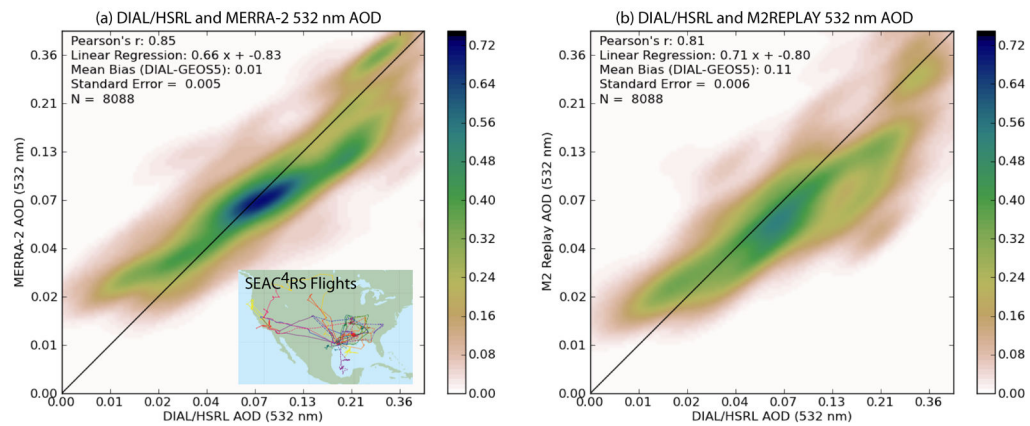 (a) DIAL/HSRL and MERRA-2 532 nm AOD
Pearson's r: 0.85
Linear Regression: 0.66 x + -0.83
Mean Bias (DIAL-GEOS5): 0.01
Standard Error = 0.005
N = 8088
MERRA-2 AOD (532 nm)
0.36
0.21
0.13
0.07
0.04
0.02
0.01
0.00
SEAC⁴RS Flights
0.00 0.01 0.02 0.04 0.07 0.13 0.21 0.36
DIAL/HSRL AOD (532 nm)
0.72
0.64
0.56
0.48
0.40
0.32
0.24
0.16
0.08
0.00
(b) DIAL/HSRL and M2REPLAY 532 nm AOD
Pearson's r: 0.81
Linear Regression: 0.71 x + -0.80
Mean Bias (DIAL-GEOS5): 0.11
Standard Error = 0.006
N = 8088
M2 Replay AOD (532 nm)
0.36
0.21
0.13
0.07
0.04
0.02
0.01
0.00
0.00 0.01 0.02 0.04 0.07 0.13 0.21 0.36
DIAL/HSRL AOD (532 nm)
0.72
0.64
0.56
0.48
0.40
0.32
0.24
0.16
0.08
0.00